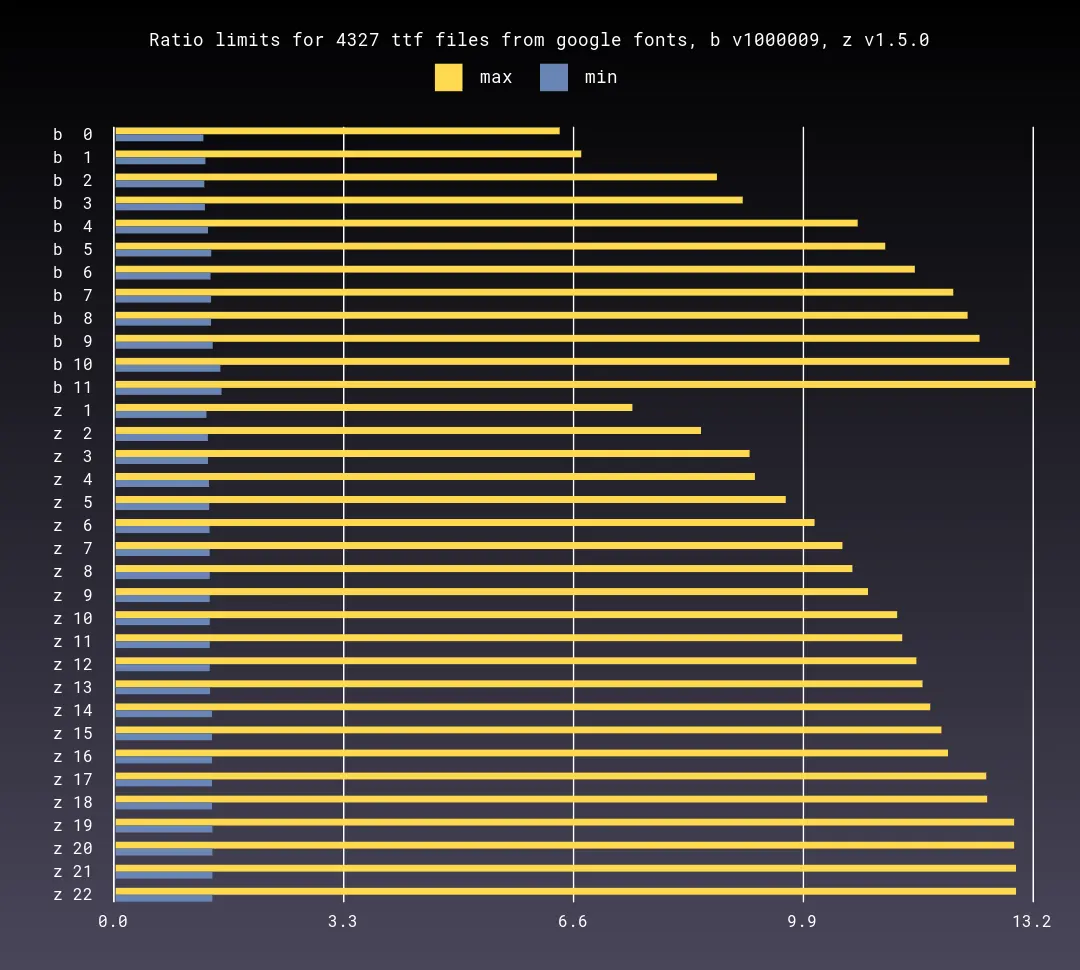 Ratio limits for 4327 ttf files from google fonts, b v1000009, z v1.5.0
max min
b 0
b 1
b 2
b 3
b 4
b 5
b 6
b 7
b 8
b 9
b 10
b 11
z 1
z 2
z 3
z 4
z 5
z 6
z 7
z 8
z 9
z 10
z 11
z 12
z 13
z 14
z 15
z 16
z 17
z 18
z 19
z 20
z 21
z 22
0.0 3.3 6.6 9.9 13.2